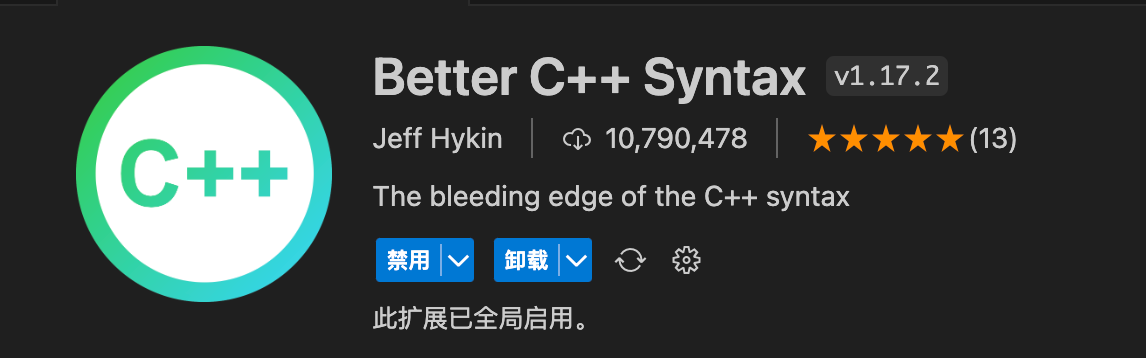 C++
Better C++ Syntax v1.17.2
Jeff Hykin 10,790,478 (13)
The bleeding edge of the C++ syntax
禁用 卸载
此扩展已全局启用。